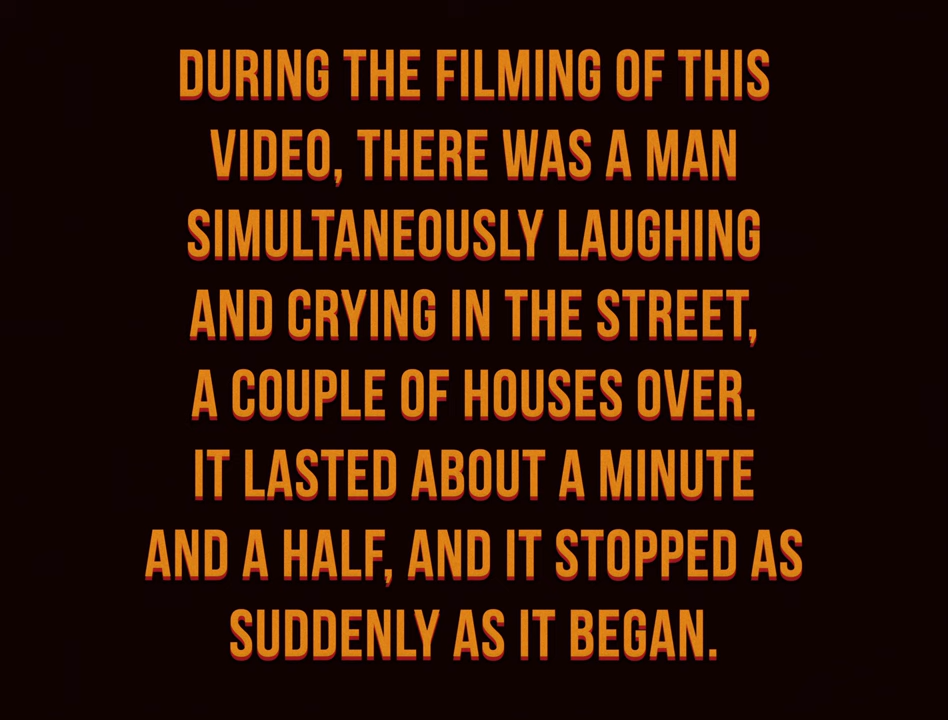 DURING THE FILMING OF THIS
VIDEO, THERE WAS A MAN
SIMULTANEOUSLY LAUGHING
AND CRYING IN THE STREET,
A COUPLE OF HOUSES OVER.
IT LASTED ABOUT A MINUTE
AND A HALF, AND IT STOPPED AS
SUDDENLY AS IT BEGAN.